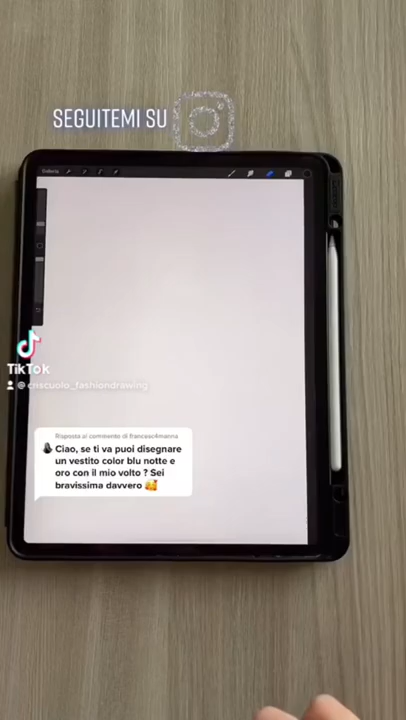 SEGUITEMI SU
Galleria
TikTok
@criscuolo_fashiondrawing
Risposta al commento di francesc4manna
Ciao, se ti va puoi disegnare
un vestito color blu notte e
oro con il mio volto ? Sei
bravissima davvero 🥰